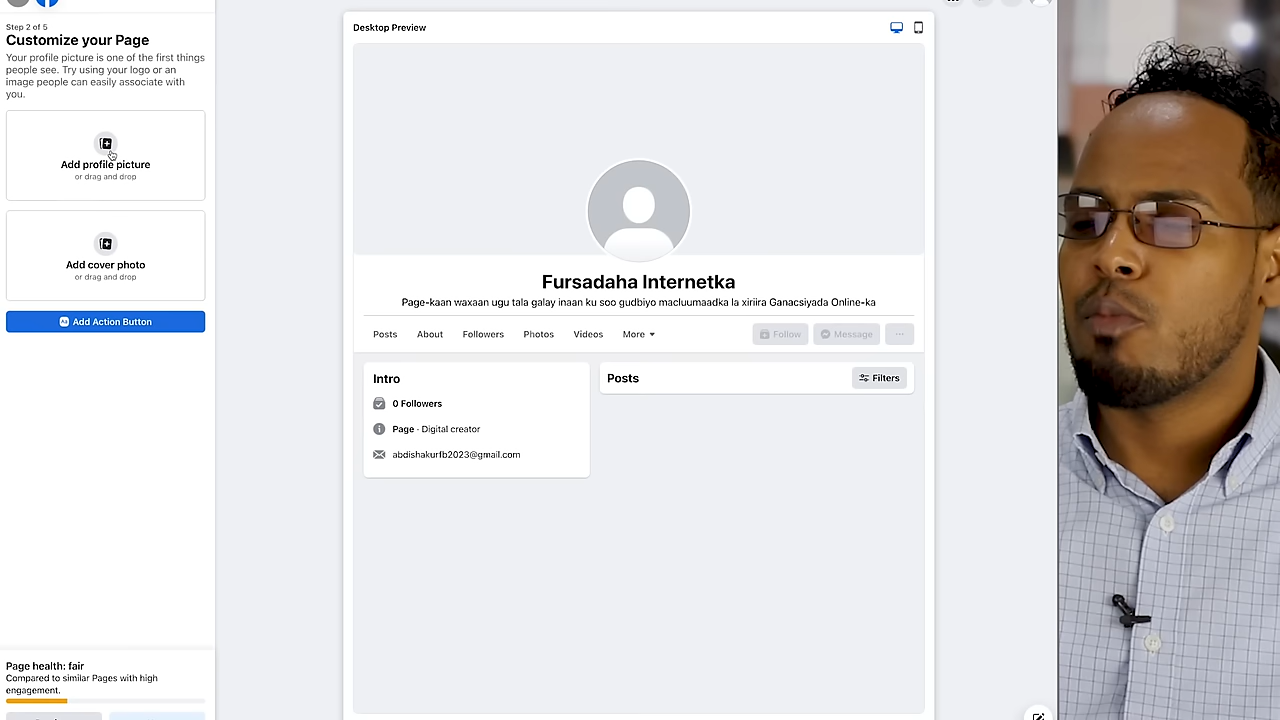 Step 2 of 5
Customize your Page
Your profile picture is one of the first things
people see. Try using your logo or an
image people can easily associate with
you.
Add profile picture
or drag and drop
Add cover photo
or drag and drop
Add Action Button
Page health: fair
Compared to similar Pages with high
engagement.
Desktop Preview
Fursadaha Internetka
Page-kaan waxaan ugu tala galay inaan ku soo gudbiyo macluumaadka la xiriira Ganacsiyada Online-ka
Posts About Followers Photos Videos More Follow Message ...
Intro
0 Followers
Page · Digital creator
abdishakurfb2023@gmail.com
Posts Filters